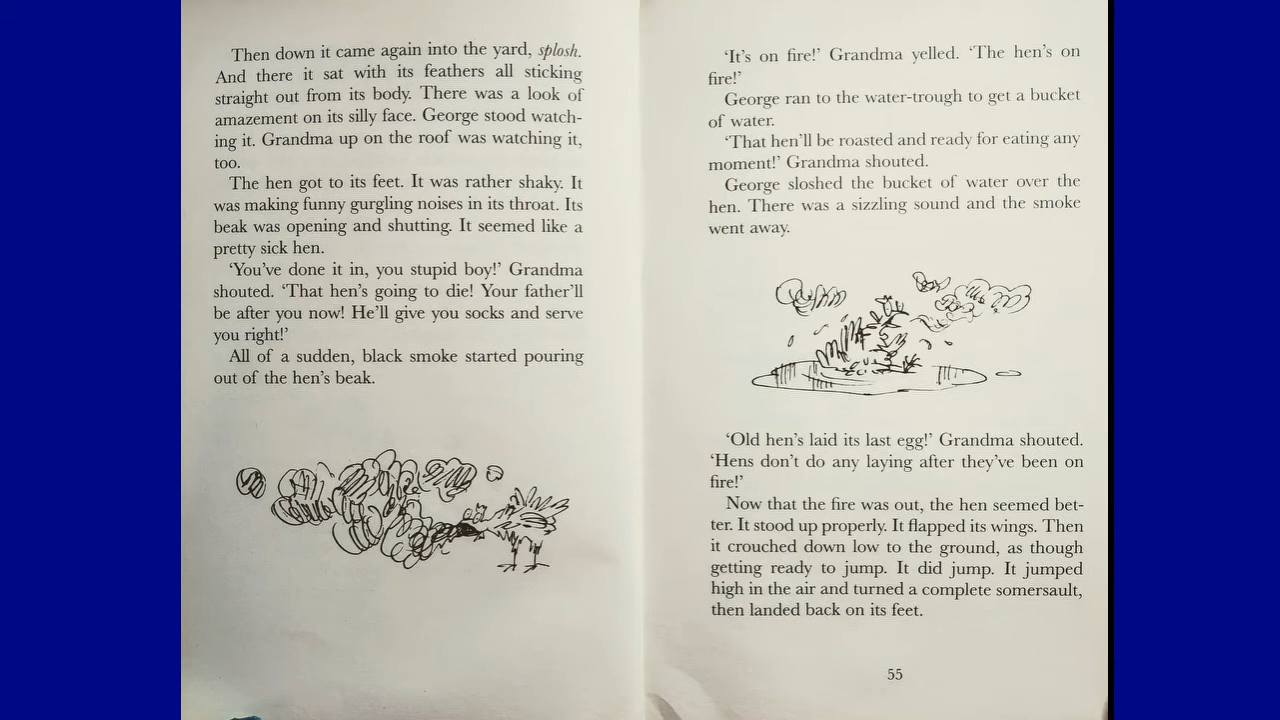 Then down it came again into the yard, splosh.
And there it sat with its feathers all sticking
straight out from its body. There was a look of
amazement on its silly face. George stood watch-
ing it. Grandma up on the roof was watching it,
too.
The hen got to its feet. It was rather shaky. It
was making funny gurgling noises in its throat. Its
beak was opening and shutting. It seemed like a
pretty sick hen.
‘You’ve done it in, you stupid boy!’ Grandma
shouted. ‘That hen’s going to die! Your father’ll
be after you now! He’ll give you socks and serve
you right!’
All of a sudden, black smoke started pouring
out of the hen’s beak.
‘It’s on fire!’ Grandma yelled. ‘The hen’s on
fire!’
George ran to the water-trough to get a bucket
of water.
‘That hen’ll be roasted and ready for eating any
moment!’ Grandma shouted.
George sloshed the bucket of water over the
hen. There was a sizzling sound and the smoke
went away.
‘Old hen’s laid its last egg!’ Grandma shouted.
‘Hens don’t do any laying after they’ve been on
fire!’
Now that the fire was out, the hen seemed bet-
ter. It stood up properly. It flapped its wings. Then
it crouched down low to the ground, as though
getting ready to jump. It did jump. It jumped
high in the air and turned a complete somersault,
then landed back on its feet.
55